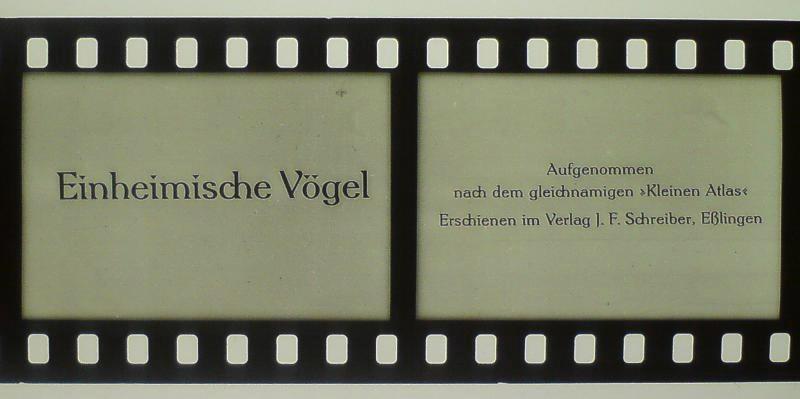 Einheimische Vögel
Aufgenommen
nach dem gleichnamigen »Kleinen Atlas«
Erschienen im Verlag J. F. Schreiber, Eßlingen